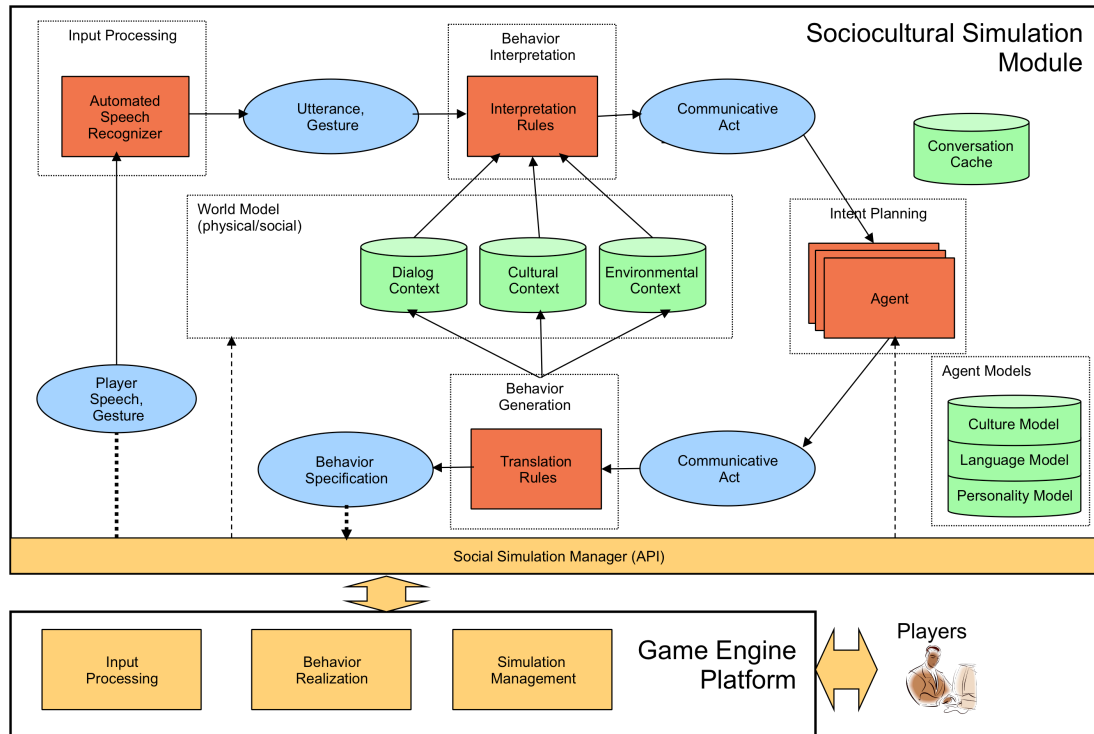 Input Processing
Behavior
Interpretation
Sociocultural Simulation
Module
Automated
Speech
Recognizer
Utterance,
Gesture
Interpretation
Rules
Communicative
Act
Conversation
Cache
World Model
(physical/social)
Intent Planning
Dialog
Context
Cultural
Context
Environmental
Context
Agent
Player
Speech,
Gesture
Behavior
Generation
Agent Models
Culture Model
Language Model
Personality Model
Behavior
Specification
Translation
Rules
Communicative
Act
Social Simulation Manager (API)
Input
Processing
Behavior
Realization
Simulation
Management
Game Engine
Platform
Players